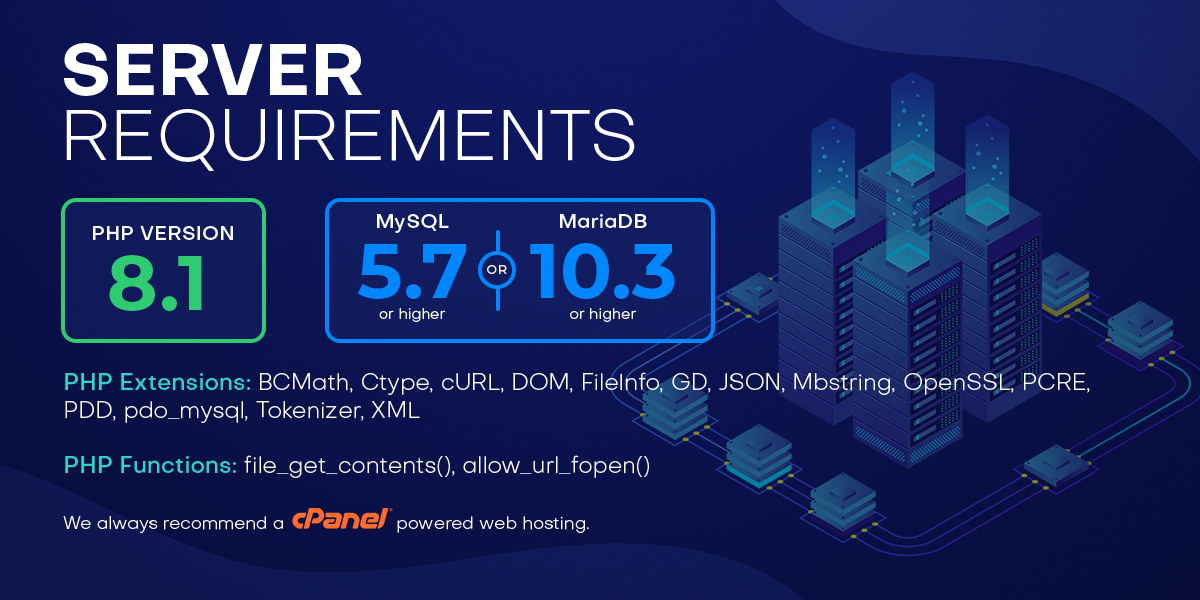 SERVER
REQUIREMENTS
PHP VERSION
8.1
MySQL
5.7
or higher
OR
MariaDB
10.3
or higher
PHP Extensions: BCMath, Ctype, cURL, DOM, FileInfo, GD, JSON, Mbstring, OpenSSL, PCRE,
PDD, pdo_mysql, Tokenizer, XML
PHP Functions: file_get_contents(), allow_url_fopen()
We always recommend a cPanel powered web hosting.